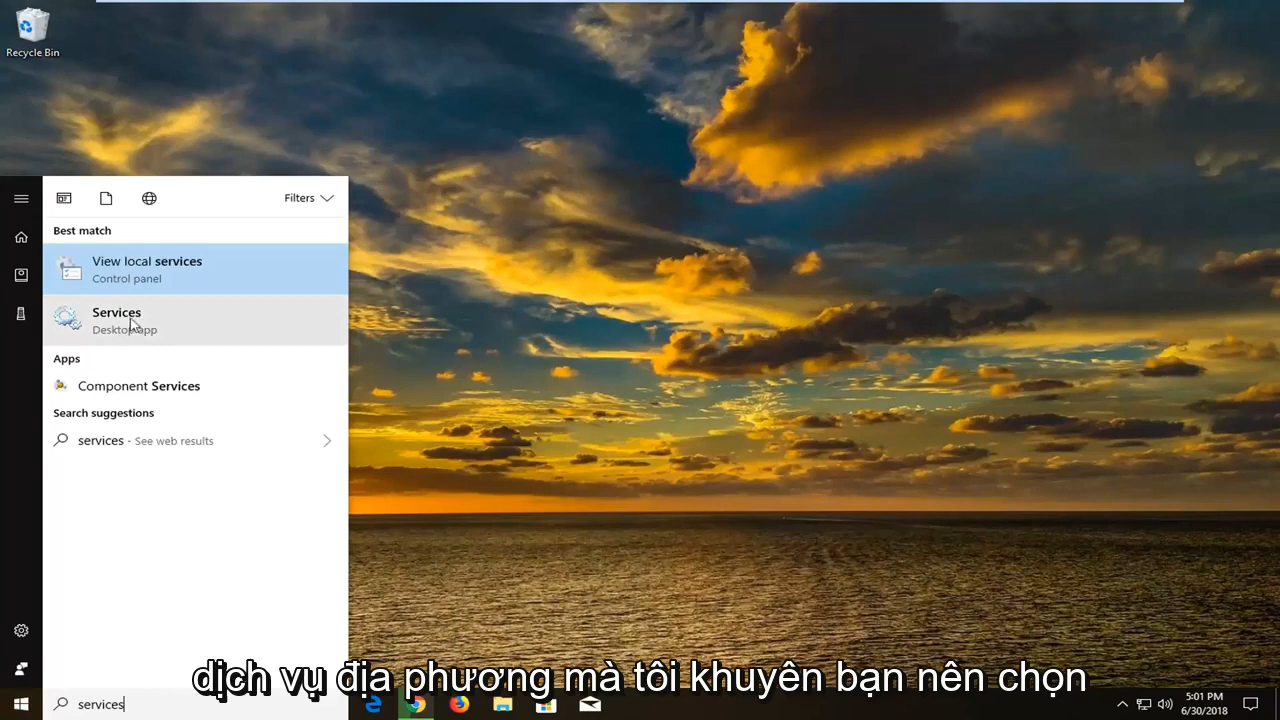 Recycle Bin
Filters
Best match
View local services
Control panel
Services
Desktop app
Apps
Component Services
Search suggestions
services - See web results
dịch vụ địa phương mà tôi khuyên bạn nên chọn
services
5:01 PM
6/30/2018